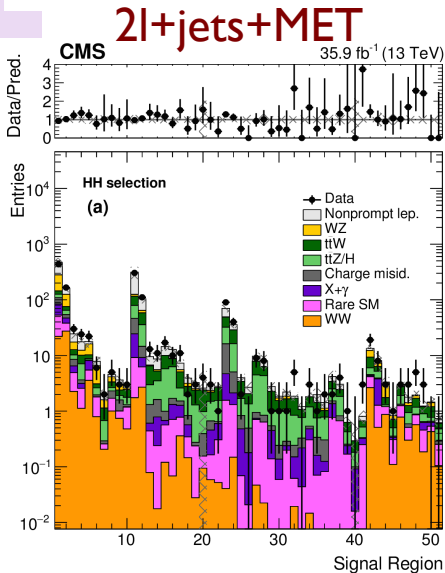 2l+jets+MET
CMS 35.9 fb⁻¹ (13 TeV)
Data/Pred.
4
3
2
1
0
Entries
HH selection
(a)
Data
Nonprompt lep.
WZ
ttW
ttZ/H
Charge misid.
X+γ
Rare SM
WW
10⁴
10³
10²
10
1
10⁻¹
10⁻²
10 20 30 40 50
Signal Region